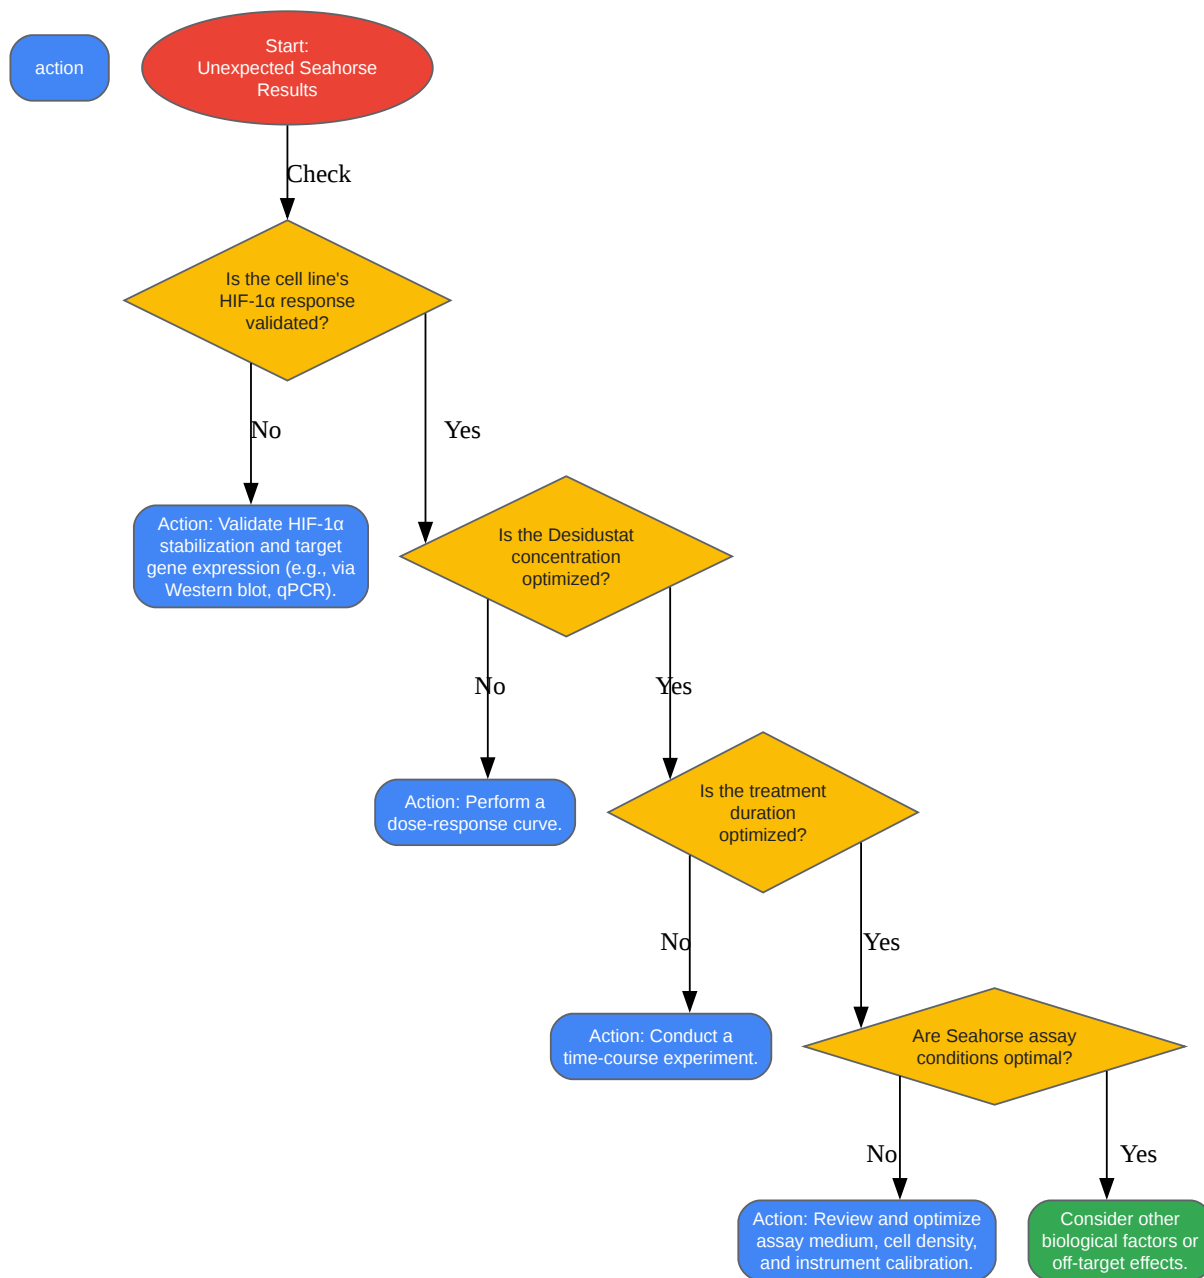 action
Start:
Unexpected Seahorse
Results
Check
Is the cell line's
HIF-1α response
validated?
No
Yes
Action: Validate HIF-1α
stabilization and target
gene expression (e.g., via
Western blot, qPCR).
Is the Desidustat
concentration
optimized?
No
Yes
Action: Perform a
dose-response curve.
Is the treatment
duration
optimized?
No
Yes
Action: Conduct a
time-course experiment.
Are Seahorse assay
conditions optimal?
No
Yes
Action: Review and optimize
assay medium, cell density,
and instrument calibration.
Consider other
biological factors or
off-target effects.